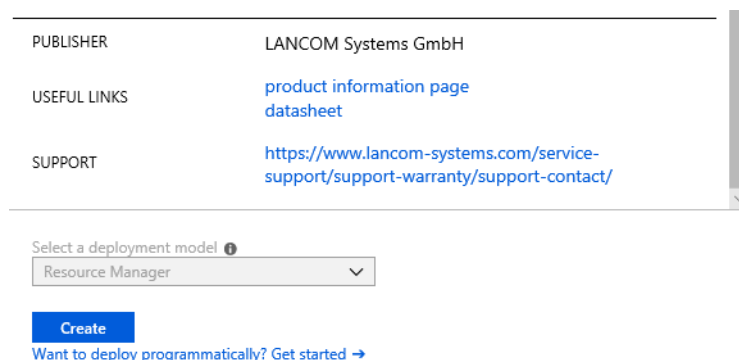 PUBLISHER LANCOM Systems GmbH
USEFUL LINKS product information page
datasheet
SUPPORT https://www.lancom-systems.com/service-
support/support-warranty/support-contact/
Select a deployment model
Resource Manager
Create
Want to deploy programmatically? Get started →